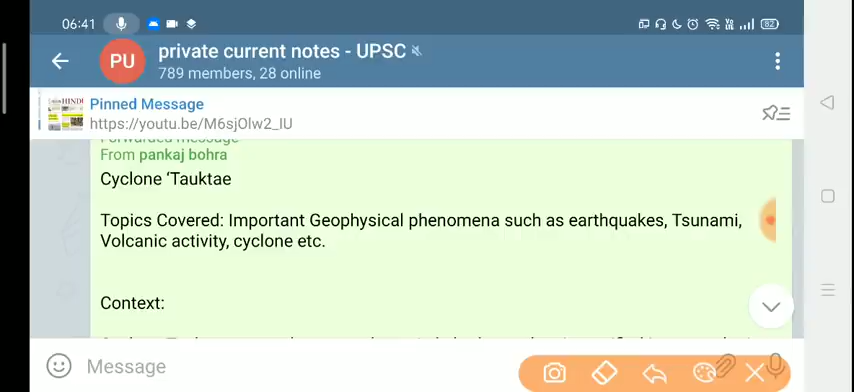 06:41
82
PU
private current notes - UPSC
789 members, 28 online
Pinned Message
https://youtu.be/M6sjOlw2_IU
Forwarded message
From pankaj bohra
Cyclone ‘Tauktae
Topics Covered: Important Geophysical phenomena such as earthquakes, Tsunami,
Volcanic activity, cyclone etc.
Context:
Message